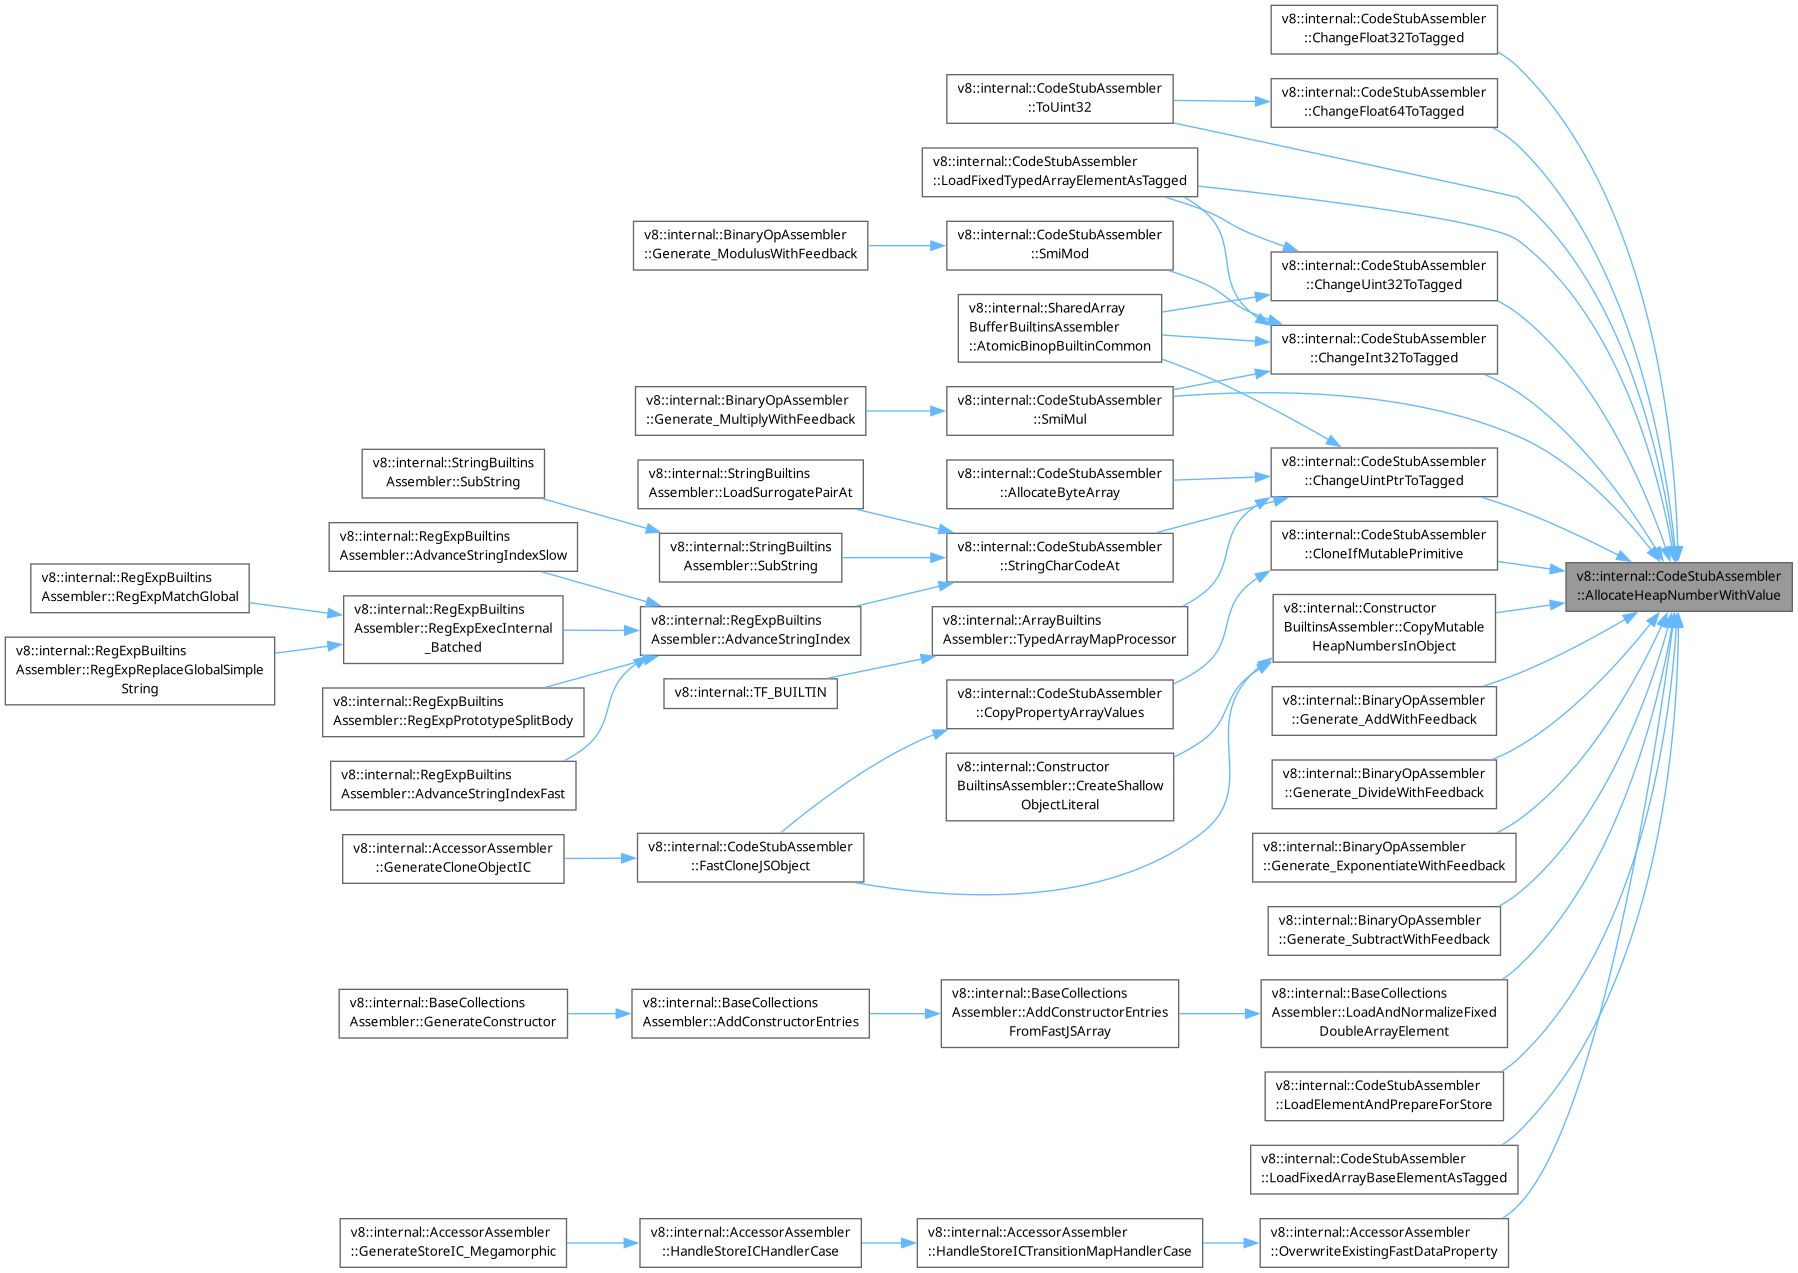 v8::internal::CodeStubAssembler
::ChangeFloat32ToTagged
v8::internal::CodeStubAssembler
::ToUint32
v8::internal::CodeStubAssembler
::ChangeFloat64ToTagged
v8::internal::CodeStubAssembler
::LoadFixedTypedArrayElementAsTagged
v8::internal::BinaryOpAssembler
::Generate_ModulusWithFeedback
v8::internal::CodeStubAssembler
::SmiMod
v8::internal::CodeStubAssembler
::ChangeUint32ToTagged
v8::internal::SharedArray
BufferBuiltinsAssembler
::AtomicBinopBuiltinCommon
v8::internal::CodeStubAssembler
::ChangeInt32ToTagged
v8::internal::BinaryOpAssembler
::Generate_MultiplyWithFeedback
v8::internal::CodeStubAssembler
::SmiMul
v8::internal::StringBuiltins
Assembler::SubString
v8::internal::StringBuiltins
Assembler::LoadSurrogatePairAt
v8::internal::CodeStubAssembler
::AllocateByteArray
v8::internal::CodeStubAssembler
::ChangeUintPtrToTagged
v8::internal::RegExpBuiltins
Assembler::AdvanceStringIndexSlow
v8::internal::StringBuiltins
Assembler::SubString
v8::internal::CodeStubAssembler
::StringCharCodeAt
v8::internal::CodeStubAssembler
::CloneIfMutablePrimitive
v8::internal::CodeStubAssembler
::AllocateHeapNumberWithValue
v8::internal::RegExpBuiltins
Assembler::RegExpMatchGlobal
v8::internal::RegExpBuiltins
Assembler::RegExpExecInternal
_Batched
v8::internal::RegExpBuiltins
Assembler::AdvanceStringIndex
v8::internal::ArrayBuiltins
Assembler::TypedArrayMapProcessor
v8::internal::Constructor
BuiltinsAssembler::CopyMutable
HeapNumbersInObject
v8::internal::RegExpBuiltins
Assembler::RegExpReplaceGlobalSimple
String
v8::internal::RegExpBuiltins
Assembler::RegExpPrototypeSplitBody
v8::internal::TF_BUILTIN
v8::internal::CodeStubAssembler
::CopyPropertyArrayValues
v8::internal::BinaryOpAssembler
::Generate_AddWithFeedback
v8::internal::RegExpBuiltins
Assembler::AdvanceStringIndexFast
v8::internal::Constructor
BuiltinsAssembler::CreateShallow
ObjectLiteral
v8::internal::BinaryOpAssembler
::Generate_DivideWithFeedback
v8::internal::AccessorAssembler
::GenerateCloneObjectIC
v8::internal::CodeStubAssembler
::FastCloneJSObject
v8::internal::BinaryOpAssembler
::Generate_ExponentiateWithFeedback
v8::internal::BinaryOpAssembler
::Generate_SubtractWithFeedback
v8::internal::BaseCollections
Assembler::GenerateConstructor
v8::internal::BaseCollections
Assembler::AddConstructorEntries
v8::internal::BaseCollections
Assembler::AddConstructorEntries
FromFastJSArray
v8::internal::BaseCollections
Assembler::LoadAndNormalizeFixed
DoubleArrayElement
v8::internal::CodeStubAssembler
::LoadElementAndPrepareForStore
v8::internal::CodeStubAssembler
::LoadFixedArrayBaseElementAsTagged
v8::internal::AccessorAssembler
::GenerateStoreIC_Megamorphic
v8::internal::AccessorAssembler
::HandleStoreICHandlerCase
v8::internal::AccessorAssembler
::HandleStoreICTransitionMapHandlerCase
v8::internal::AccessorAssembler
::OverwriteExistingFastDataProperty